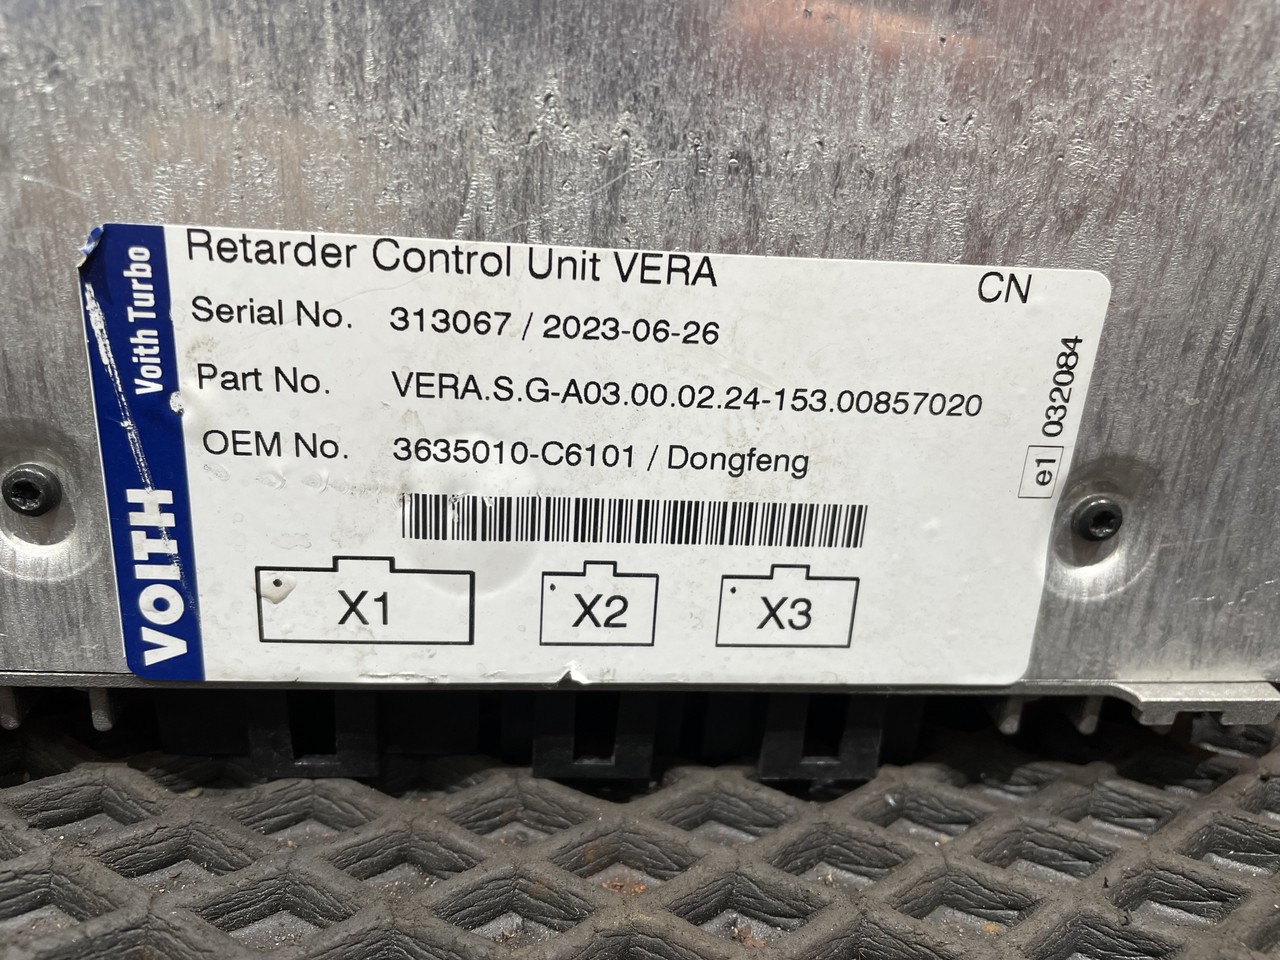 VOITH Voith Turbo
Retarder Control Unit VERA
CN
Serial No. 313067 / 2023-06-26
Part No. VERA.S.G-A03.00.02.24-153.00857020
OEM No. 3635010-C6101 / Dongfeng
e1 032084
X1 X2 X3